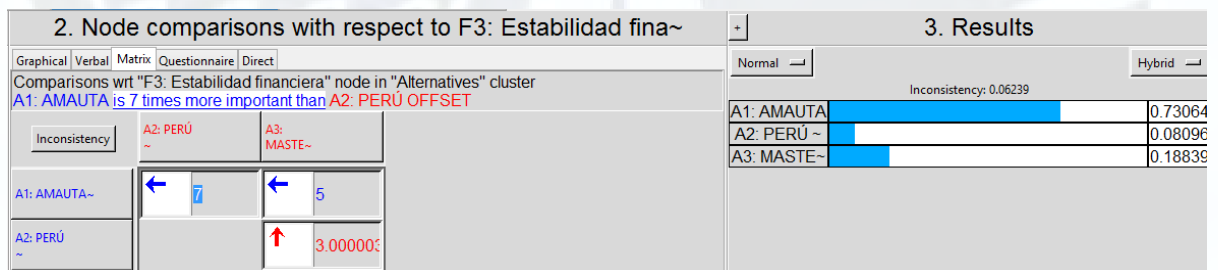 2. Node comparisons with respect to F3: Estabilidad fina~
Graphical Verbal Matrix Questionnaire Direct
Comparisons wrt "F3: Estabilidad financiera" node in "Alternatives" cluster
A1: AMAUTA is 7 times more important than A2: PERÚ OFFSET
Inconsistency
A2: PERÚ
~
A3:
MASTE~
A1: AMAUTA~
7
5
A2: PERÚ
~
3.000003
+
3. Results
Normal
Hybrid
Inconsistency: 0.06239
A1: AMAUTA 0.73064
A2: PERÚ ~ 0.08096
A3: MASTE~ 0.18839